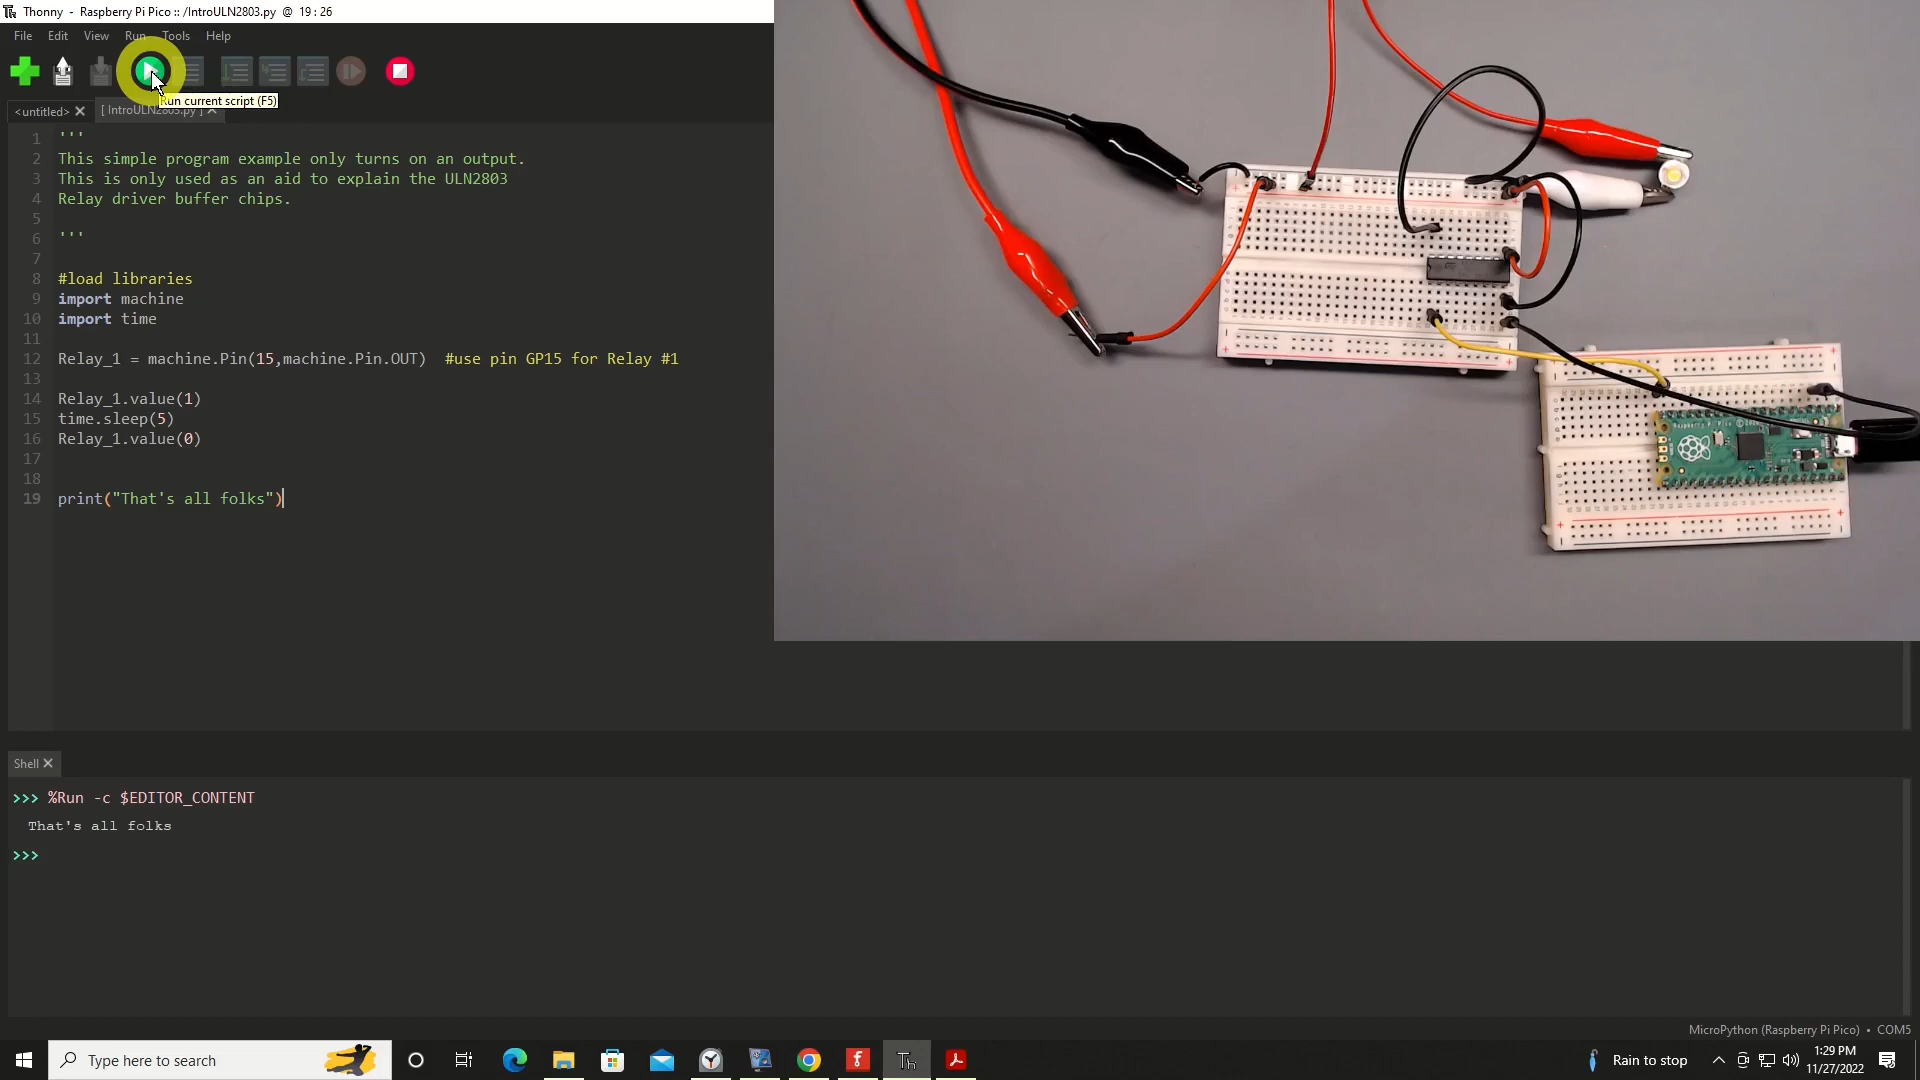 Thonny - Raspberry Pi Pico :: /IntroULN2803.py @ 19 : 26
File Edit View Run Tools Help
Run current script (F5)
<untitled> [ IntroULN2803.py ]
1 '''
2 This simple program example only turns on an output.
3 This is only used as an aid to explain the ULN2803
4 Relay driver buffer chips.
5
6 '''
7
8 #load libraries
9 import machine
10 import time
11
12 Relay_1 = machine.Pin(15,machine.Pin.OUT)  #use pin GP15 for Relay #1
13
14 Relay_1.value(1)
15 time.sleep(5)
16 Relay_1.value(0)
17
18
19 print("That's all folks")
Shell
>>> %Run -c $EDITOR_CONTENT
That's all folks
>>>
MicroPython (Raspberry Pi Pico) • COM5
Type here to search
Rain to stop
1:29 PM
11/27/2022